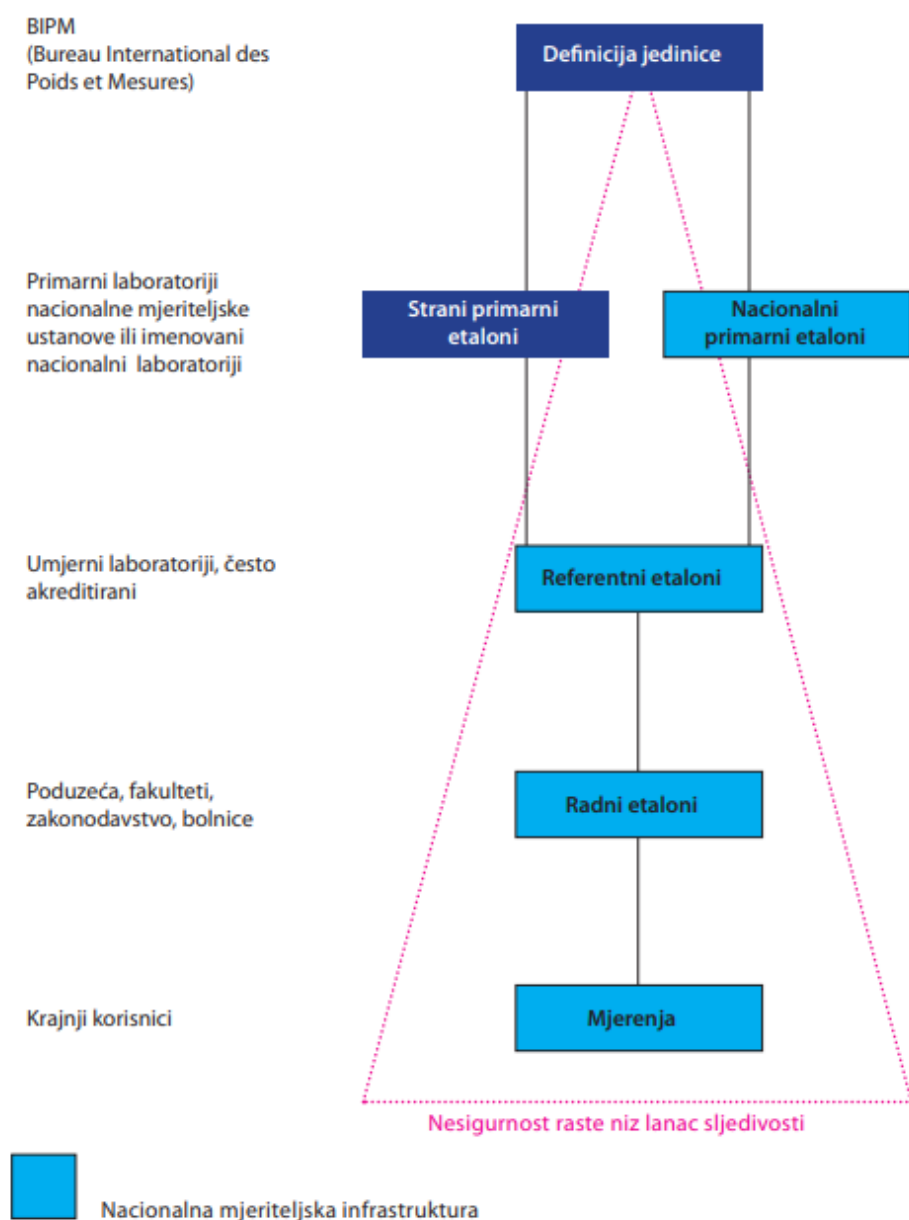 BIPM
(Bureau International des
Poids et Mesures)
Definicija jedinice
Primarni laboratoriji
nacionalne mjeriteljske
ustanove ili imenovani
nacionalni laboratoriji
Strani primarni
etaloni
Nacionalni
primarni etaloni
Umjerni laboratoriji, često
akreditirani
Referentni etaloni
Poduzeća, fakulteti,
zakonodavstvo, bolnice
Radni etaloni
Krajnji korisnici
Mjerenja
Nesigurnost raste niz lanac sljedivosti
Nacionalna mjeriteljska infrastruktura